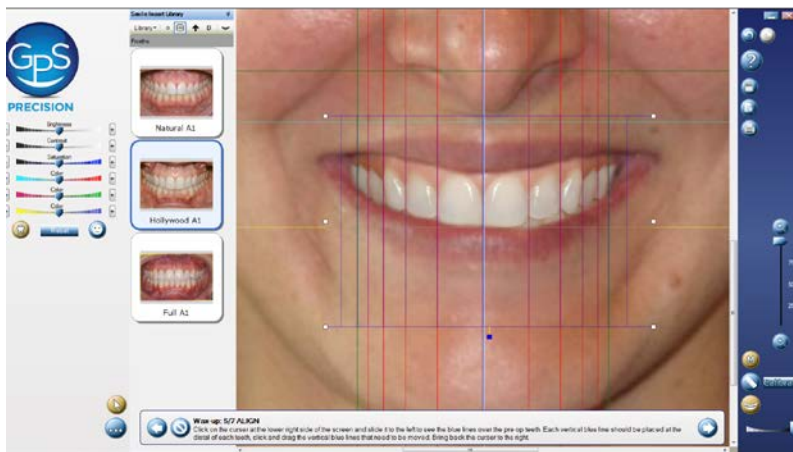 Smile Insert Library
GPS
PRECISION
Library
Brightness
Contrast
Saturation
Color
Color
Color
Natural A1
Hollywood A1
Full A1
Wax-up: 5/7 ALIGN
Click on the cursor at the lower right side of the screen and slide it to the left to see the blue lines over the pre-op teeth. Each vertical blue line should be placed at the
distal of each teeth, click and drag the vertical blue lines that need to be moved. Bring back the cursor to the right.